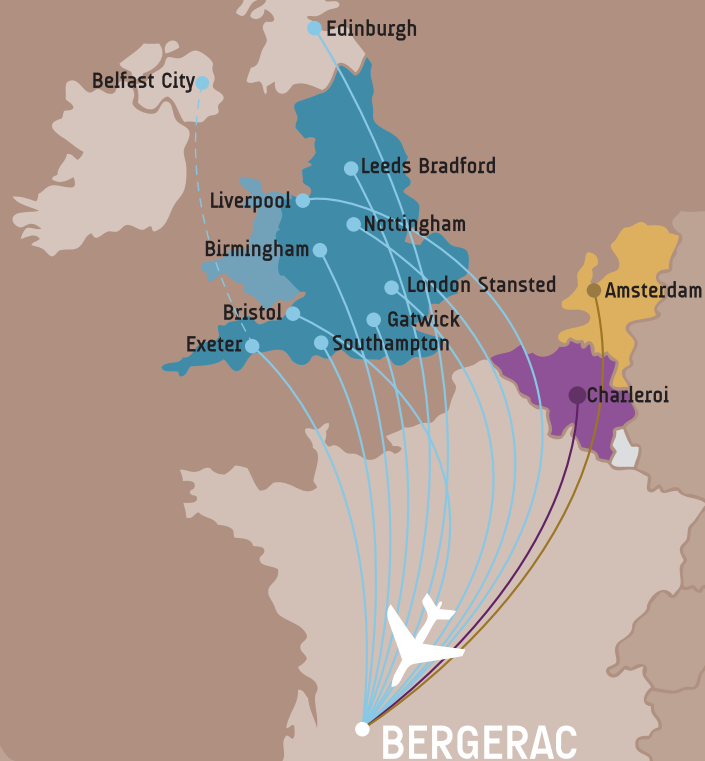 Edinburgh
Belfast City
Leeds Bradford
Liverpool
Nottingham
Birmingham
London Stansted
Amsterdam
Bristol
Gatwick
Exeter
Southampton
Charleroi
BERGERAC